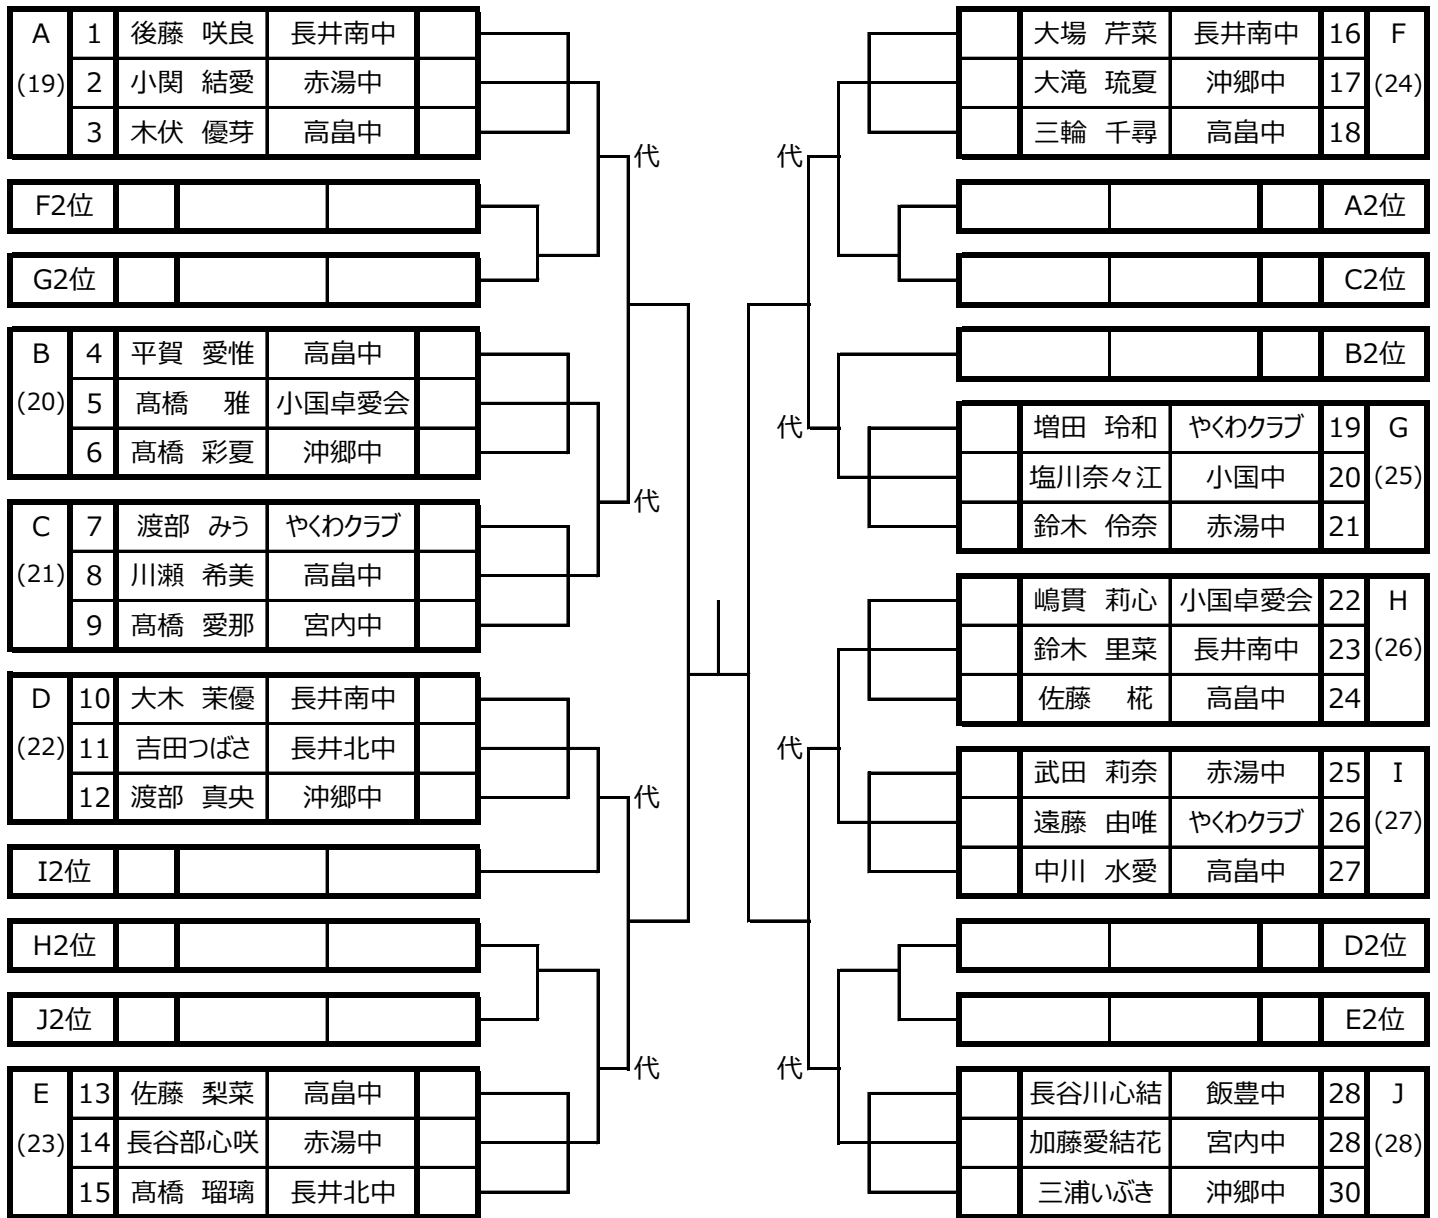 A 1 後藤 咲良 長井南中
(19) 2 小関 結愛 赤湯中
3 木伏 優芽 高畠中
代
F2位
G2位
B 4 平賀 愛惟 高畠中
(20) 5 髙橋 雅 小国卓愛会
6 髙橋 彩夏 沖郷中
代
C 7 渡部 みう やくわクラブ
(21) 8 川瀬 希美 高畠中
9 髙橋 愛那 宮内中
D 10 大木 茉優 長井南中
(22) 11 吉田つばさ 長井北中
12 渡部 真央 沖郷中
代
I2位
H2位
J2位
代
E 13 佐藤 梨菜 高畠中
(23) 14 長谷部心咲 赤湯中
15 髙橋 瑠璃 長井北中
大場 芹菜 長井南中 16 F
大滝 琉夏 沖郷中 17 (24)
三輪 千尋 高畠中 18
代
A2位
C2位
B2位
代
増田 玲和 やくわクラブ 19 G
塩川奈々江 小国中 20 (25)
鈴木 伶奈 赤湯中 21
嶋貫 莉心 小国卓愛会 22 H
鈴木 里菜 長井南中 23 (26)
佐藤 椛 高畠中 24
代
武田 莉奈 赤湯中 25 I
遠藤 由唯 やくわクラブ 26 (27)
中川 水愛 高畠中 27
D2位
E2位
代
長谷川心結 飯豊中 28 J
加藤愛結花 宮内中 28 (28)
三浦いぶき 沖郷中 30